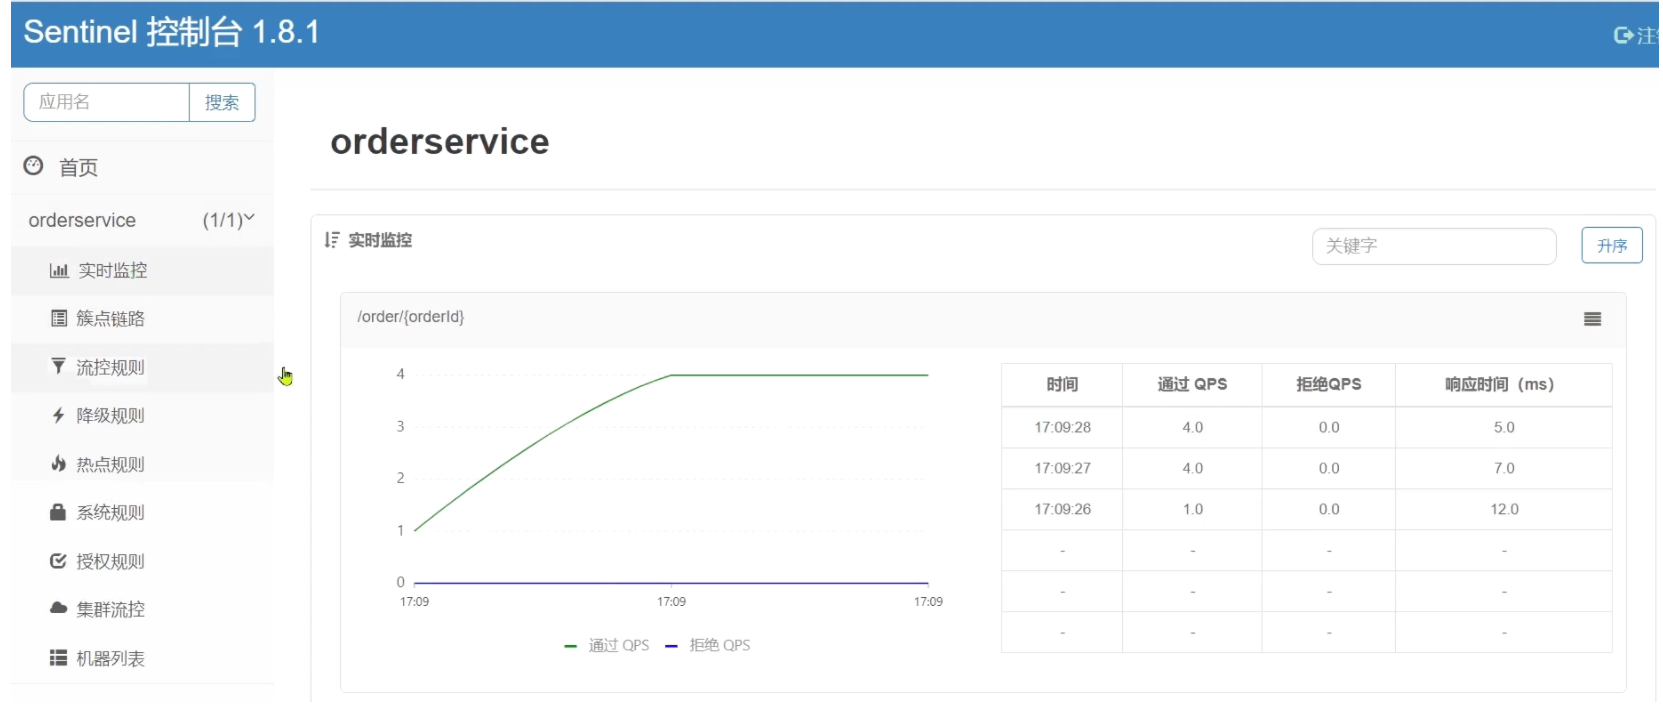 Sentinel 控制台 1.8.1
应用名 搜索
首页
orderservice (1/1)
实时监控
簇点链路
流控规则
降级规则
热点规则
系统规则
授权规则
集群流控
机器列表
orderservice
实时监控 关键字 升序
/order/{orderId}
4
3
2
1
0
17:09 17:09 17:09
通过 QPS 拒绝 QPS
时间 通过 QPS 拒绝QPS 响应时间（ms）
17:09:28 4.0 0.0 5.0
17:09:27 4.0 0.0 7.0
17:09:26 1.0 0.0 12.0
- - - -
- - - -
- - - -